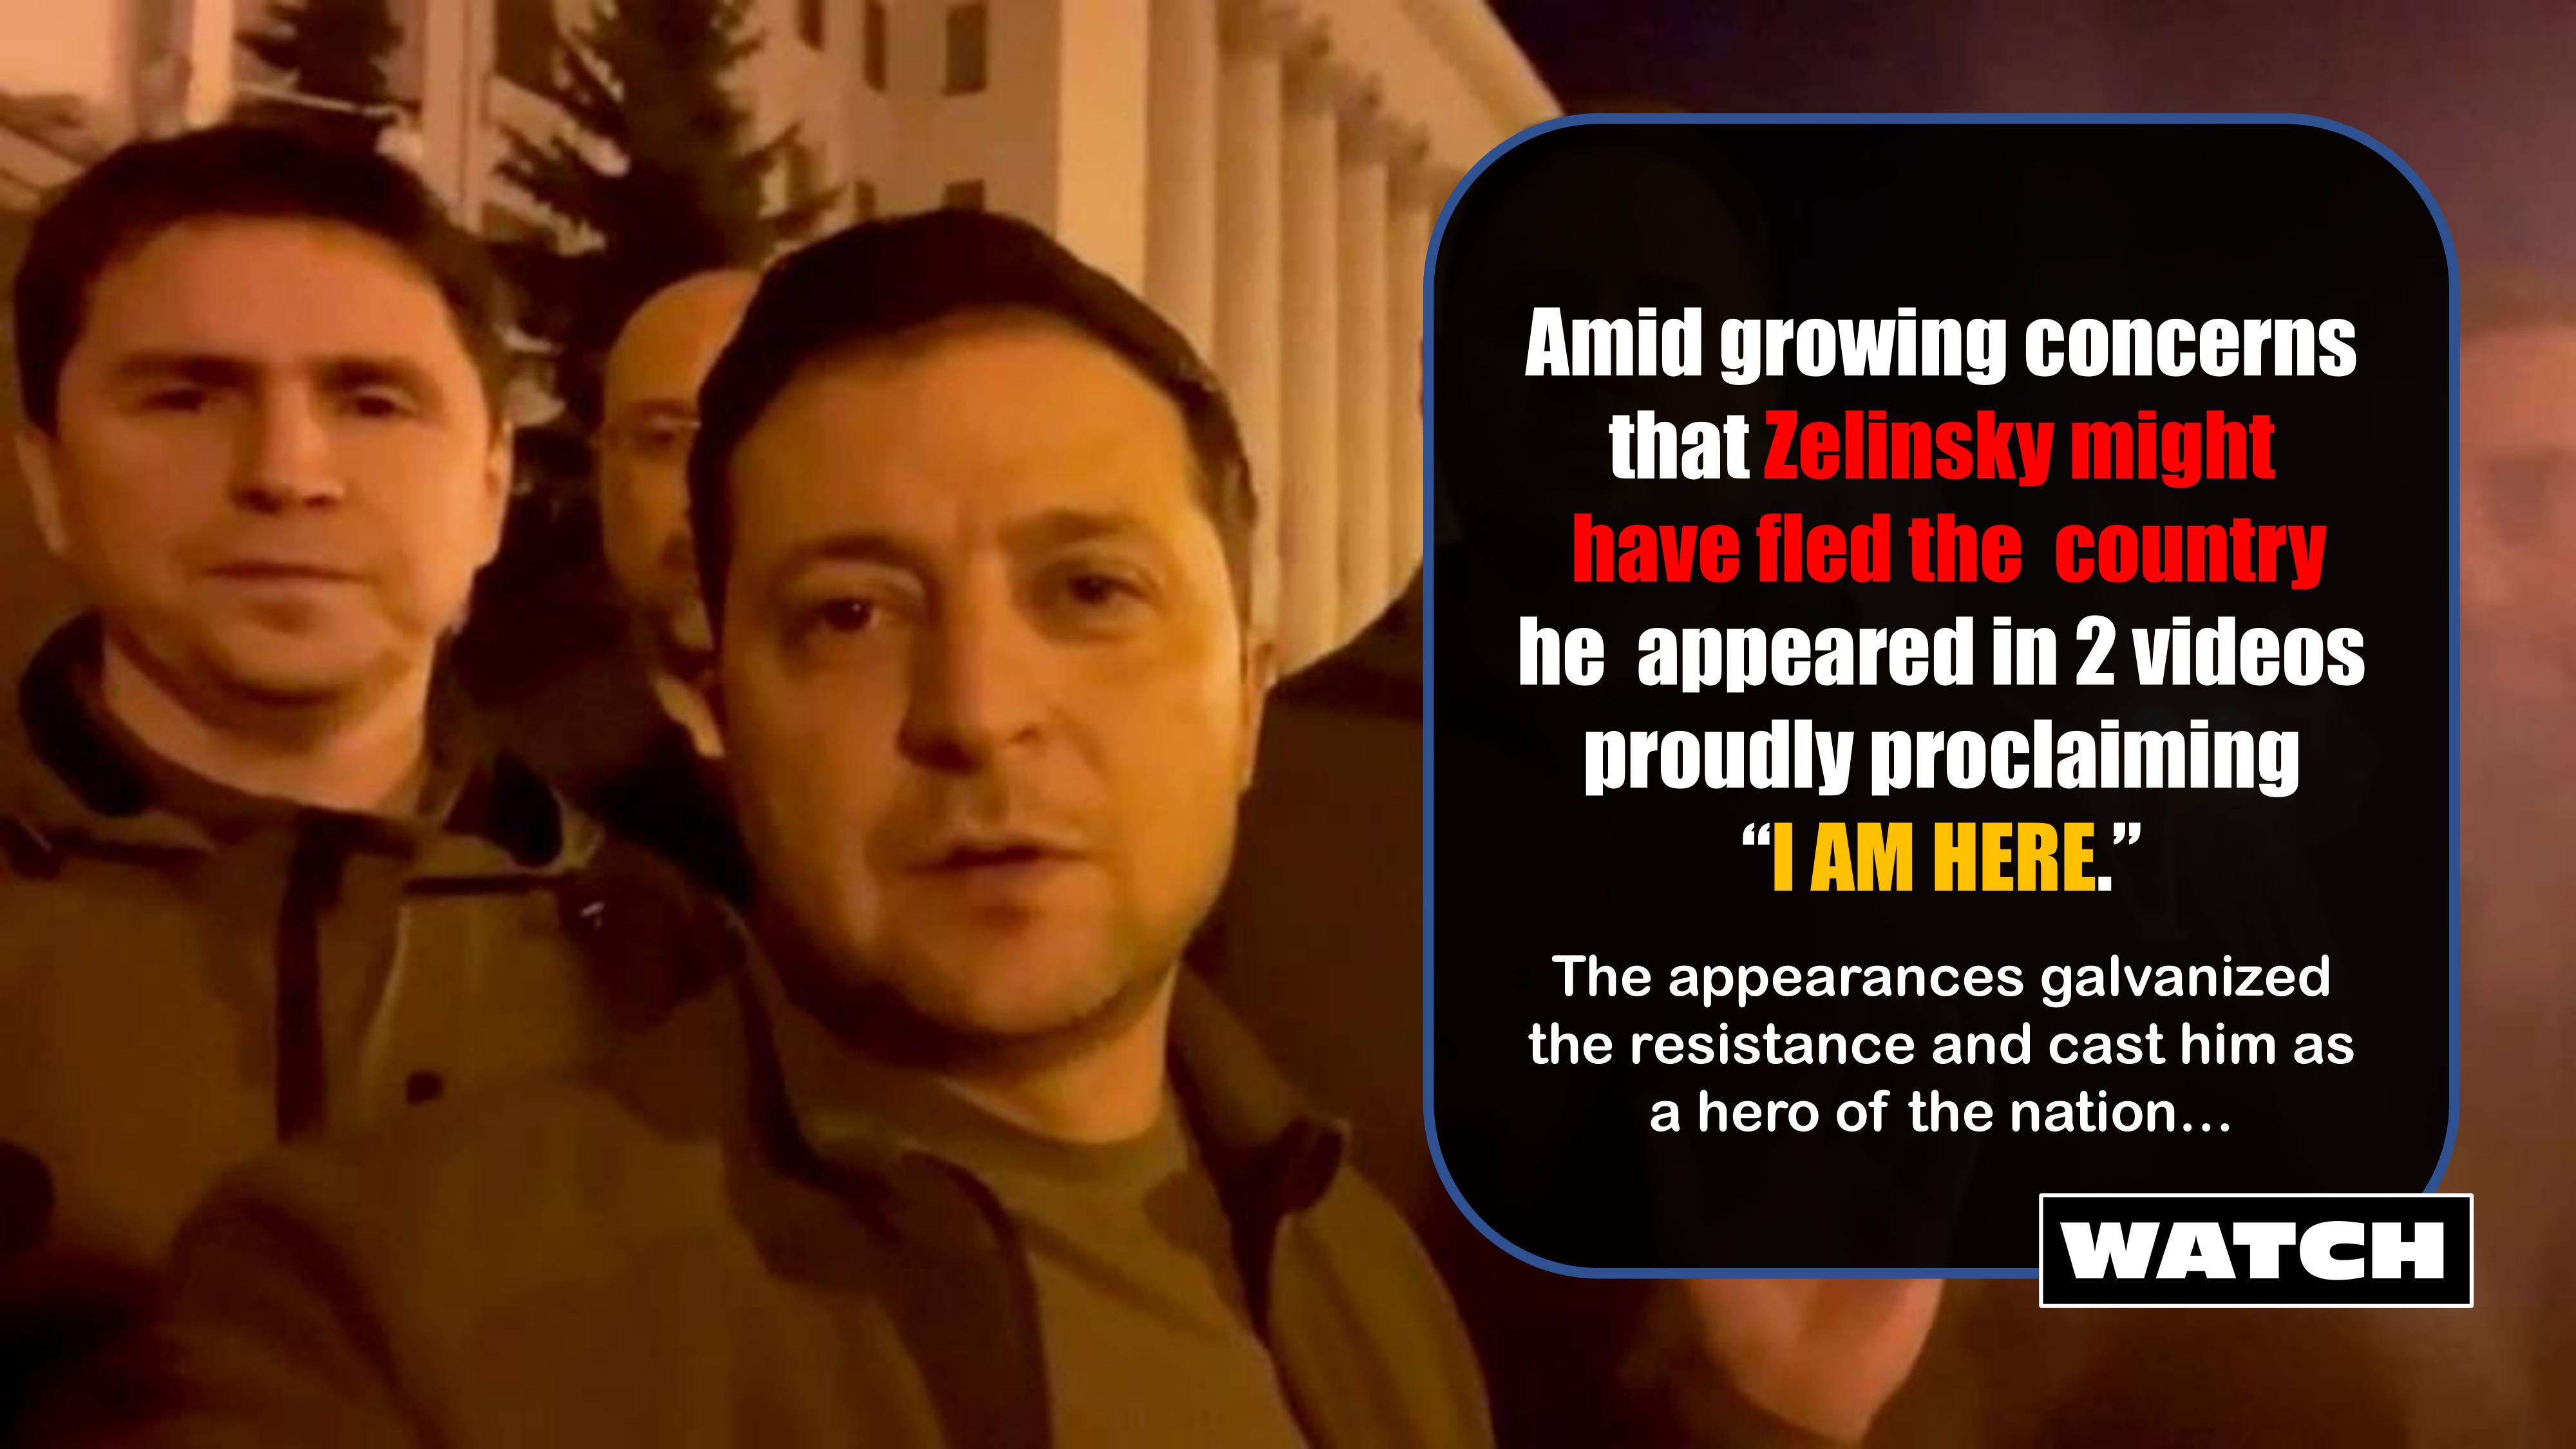 Amid growing concerns
that Zelinsky might
have fled the country
he appeared in 2 videos
proudly proclaiming
“I AM HERE.”
The appearances galvanized
the resistance and cast him as
a hero of the nation...
WATCH